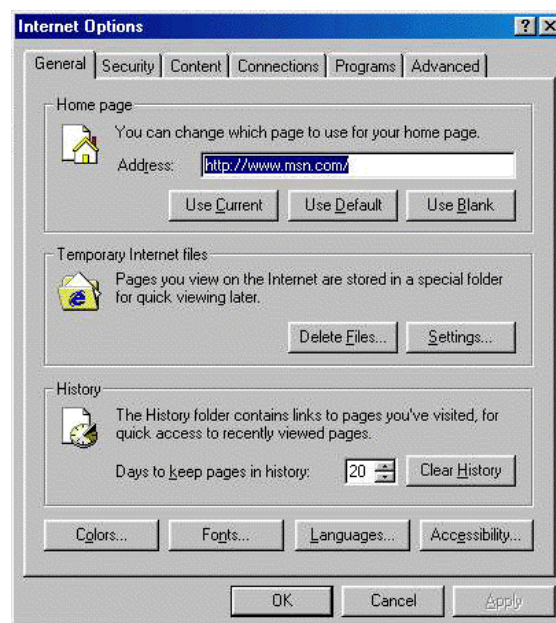 Internet Options
General Security Content Connections Programs Advanced
Home page
You can change which page to use for your home page.
Address: http://www.msn.com/
Use Current Use Default Use Blank
Temporary Internet files
Pages you view on the Internet are stored in a special folder
for quick viewing later.
Delete Files... Settings...
History
The History folder contains links to pages you've visited, for
quick access to recently viewed pages.
Days to keep pages in history: 20 Clear History
Colors... Fonts... Languages... Accessibility...
OK Cancel Apply